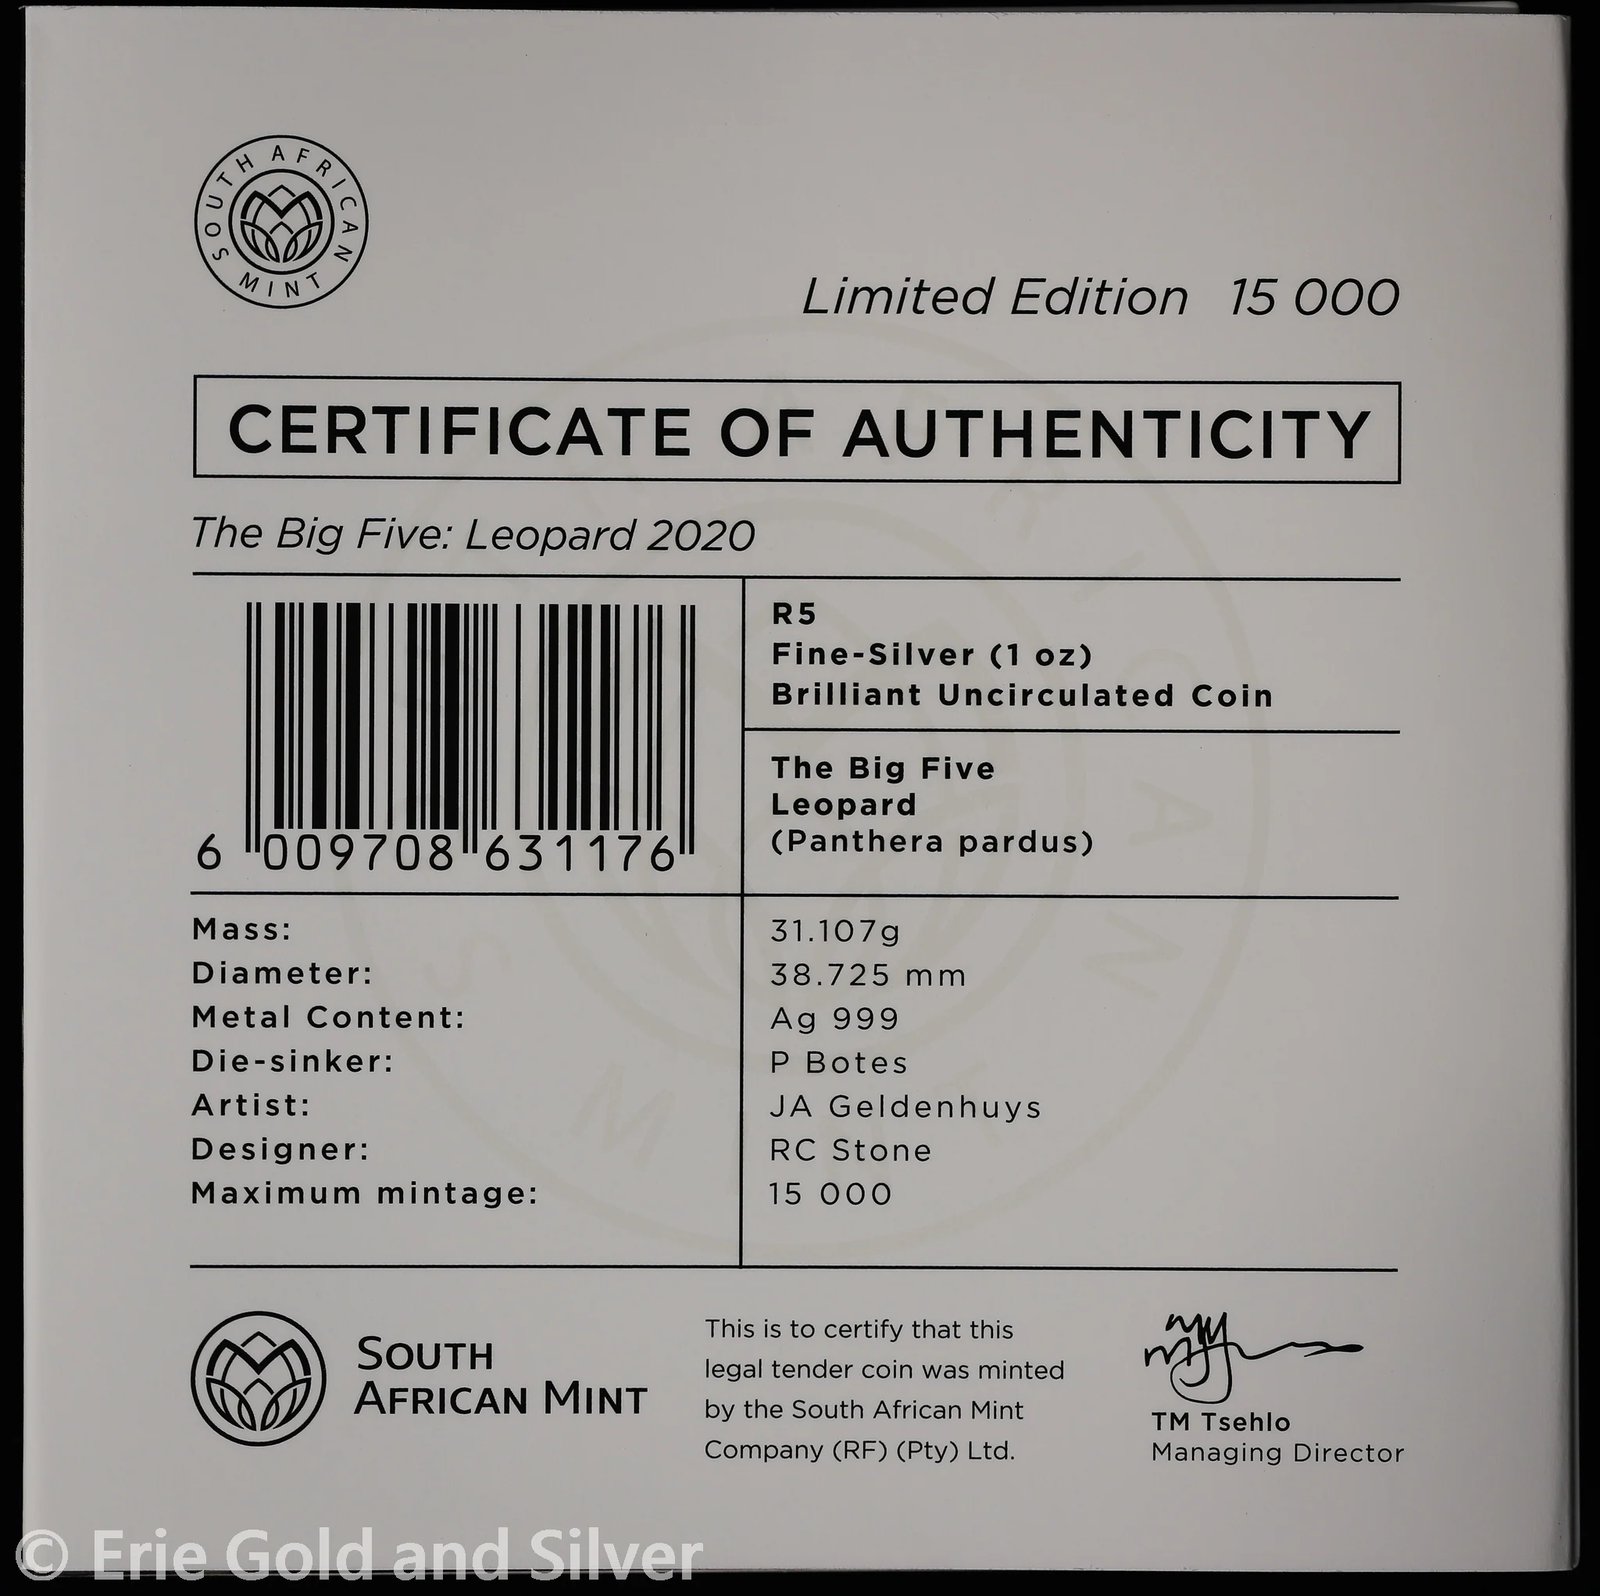 SOUTH AFRICAN MINT
Limited Edition 15 000
CERTIFICATE OF AUTHENTICITY
The Big Five: Leopard 2020
6 009708 631176
R5
Fine-Silver (1 oz)
Brilliant Uncirculated Coin
The Big Five
Leopard
(Panthera pardus)
Mass: 31.107g
Diameter: 38.725 mm
Metal Content: Ag 999
Die-sinker: P Botes
Artist: JA Geldenhuys
Designer: RC Stone
Maximum mintage: 15 000
SOUTH
AFRICAN MINT
This is to certify that this
legal tender coin was minted
by the South African Mint
Company (RF) (Pty) Ltd.
TM Tsehlo
Managing Director
© Erie Gold and Silver